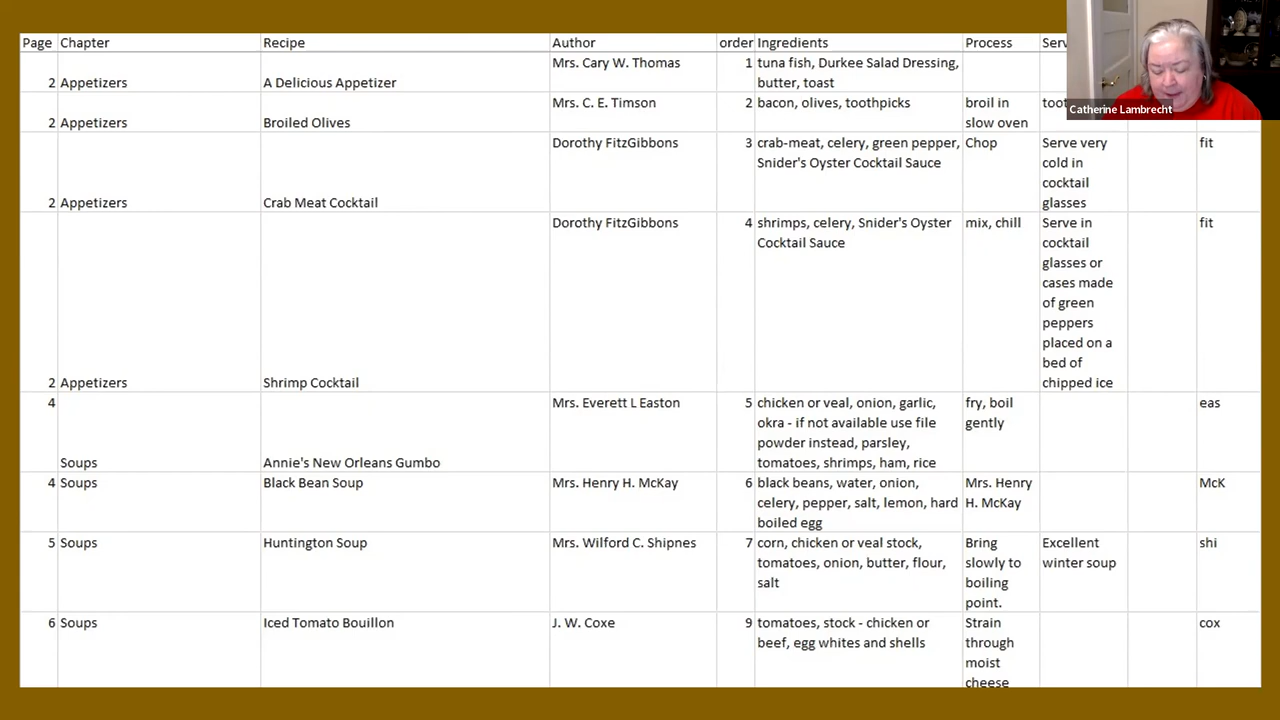 Page Chapter Recipe Author order Ingredients Process Serv
Mrs. Cary W. Thomas 1 tuna fish, Durkee Salad Dressing,
2 Appetizers A Delicious Appetizer butter, toast
Mrs. C. E. Timson 2 bacon, olives, toothpicks broil in toot
2 Appetizers Broiled Olives slow oven
Dorothy FitzGibbons 3 crab-meat, celery, green pepper, Chop Serve very fit
Snider's Oyster Cocktail Sauce cold in
cocktail
2 Appetizers Crab Meat Cocktail glasses
Dorothy FitzGibbons 4 shrimps, celery, Snider's Oyster mix, chill Serve in fit
Cocktail Sauce cocktail
glasses or
cases made
of green
peppers
placed on a
bed of
2 Appetizers Shrimp Cocktail chipped ice
4 Mrs. Everett L Easton 5 chicken or veal, onion, garlic, fry, boil eas
okra - if not available use file gently
powder instead, parsley,
Soups Annie's New Orleans Gumbo tomatoes, shrimps, ham, rice
4 Soups Black Bean Soup Mrs. Henry H. McKay 6 black beans, water, onion, Mrs. Henry McK
celery, pepper, salt, lemon, hard H. McKay
boiled egg
5 Soups Huntington Soup Mrs. Wilford C. Shipnes 7 corn, chicken or veal stock, Bring Excellent shi
tomatoes, onion, butter, flour, slowly to winter soup
salt boiling
point.
6 Soups Iced Tomato Bouillon J. W. Coxe 9 tomatoes, stock - chicken or Strain cox
beef, egg whites and shells through
moist
cheese
Catherine Lambrecht